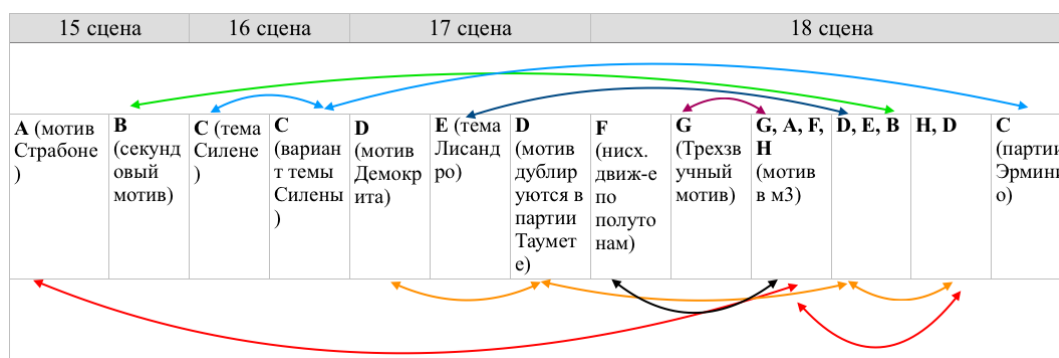 15 сцена
16 сцена
17 сцена
18 сцена
A (мотив
Страбоне
)
B
(секунд
овый
мотив)
C (тема
Силене
)
C
(вариан
т темы
Силены
)
D
(мотив
Демокр
ита)
E (тема
Лисанд
ро)
D
(мотив
дублир
уются в
партии
Таумет
е)
F
(нисх.
движ-е
по
полуто
нам)
G
(Трехзв
учный
мотив)
G, A, F,
H
(мотив
в м3)
D, E, B
H, D
C
(партии
Эрмини
о)